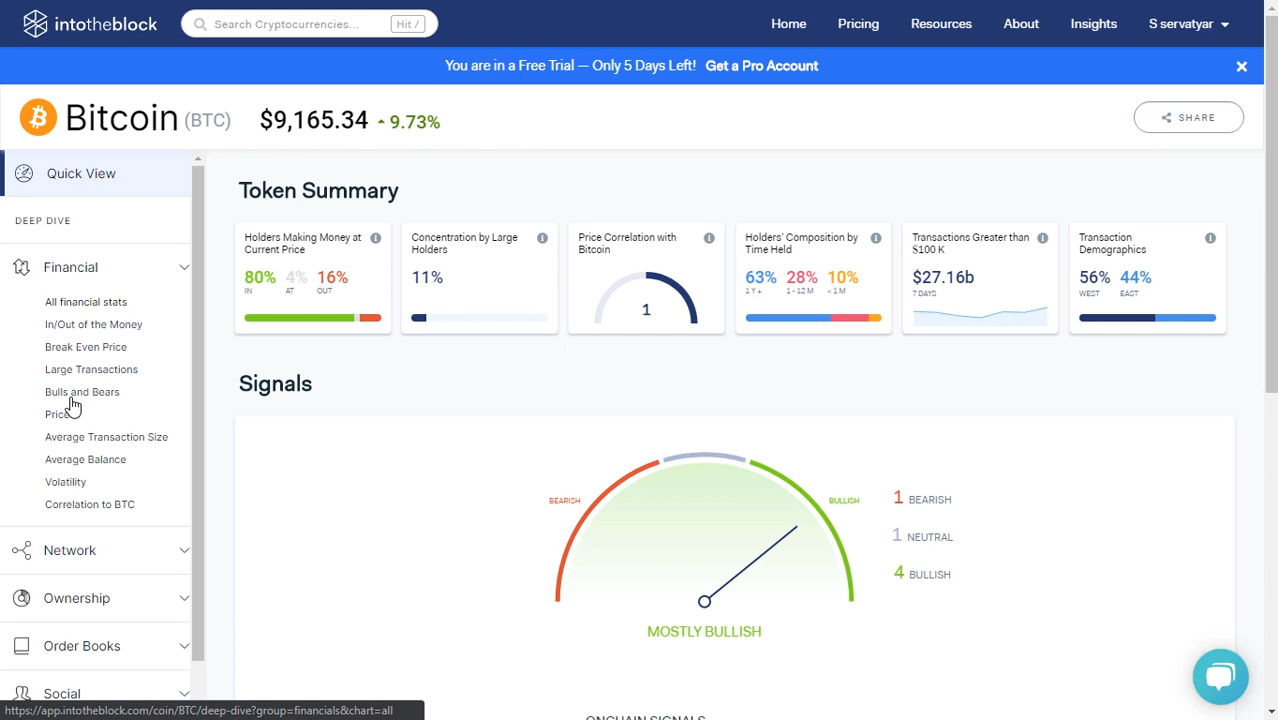 intotheblock
Search Cryptocurrencies...
Hit /
Home
Pricing
Resources
About
Insights
S servatyar
You are in a Free Trial — Only 5 Days Left! Get a Pro Account
Bitcoin (BTC)
$9,165.34
9.73%
SHARE
Quick View
DEEP DIVE
Financial
All financial stats
In/Out of the Money
Break Even Price
Large Transactions
Bulls and Bears
Price
Average Transaction Size
Average Balance
Volatility
Correlation to BTC
Network
Ownership
Order Books
Social
Token Summary
Holders Making Money at
Current Price
80% 4% 16%
IN AT OUT
Concentration by Large
Holders
11%
Price Correlation with
Bitcoin
1
Holders' Composition by
Time Held
63% 28% 10%
1 Y+ 1 - 12 M < 1 M
Transactions Greater than
$100 K
$27.16b
7 DAYS
Transaction
Demographics
56% 44%
WEST EAST
Signals
BEARISH
BULLISH
1 BEARISH
1 NEUTRAL
4 BULLISH
MOSTLY BULLISH
ONCHAIN SIGNALS
https://app.intotheblock.com/coin/BTC/deep-dive?group=financials&chart=all